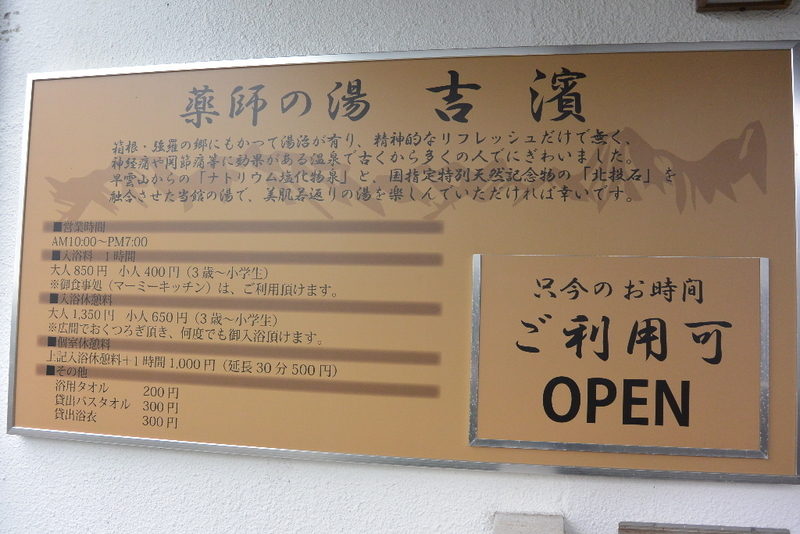 薬師の湯 吉濱
箱根・強羅の郷にもかつて湯治が有り、精神的なリフレッシュだけで無く、
神経痛や関節痛等に効果がある温泉で古くから多くの人でにぎわいました。
早雲山からの「ナトリウム塩化物泉」と、国指定特別天然記念物の「北投石」を
融合させた当館の湯で、美肌若返りの湯を楽しんでいただければ幸いです。
■営業時間
AM10:00〜PM7:00
■入浴料 1時間
大人850円 小人400円（3歳〜小学生）
※御食事処（マーミーキッチン）は、ご利用頂けます。
■入浴休憩料
大人1,350円 小人650円（3歳〜小学生）
※広間でおくつろぎ頂き、何度でも御入浴頂けます。
■個室休憩料
上記入浴休憩料+1時間1,000円（延長30分500円）
■その他
浴用タオル 200円
貸出バスタオル 300円
貸出浴衣 300円
只今のお時間
ご利用可
OPEN